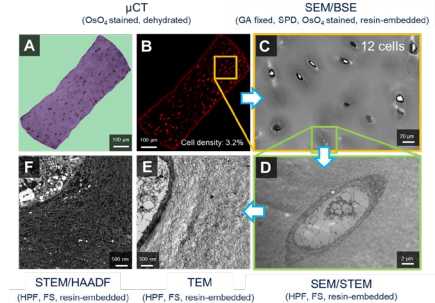 µCT
(OsO4 stained, dehydrated)
SEM/BSE
(GA fixed, SPD, OsO4 stained, resin-embedded)
A
100 µm
B
Cell density: 3.2%
100 µm
C
12 cells
20 µm
F
500 nm
E
500 nm
D
2 µm
STEM/HAADF
(HPF, FS, resin-embedded)
TEM
(HPF, FS, resin-embedded)
SEM/STEM
(HPF, FS, resin-embedded)